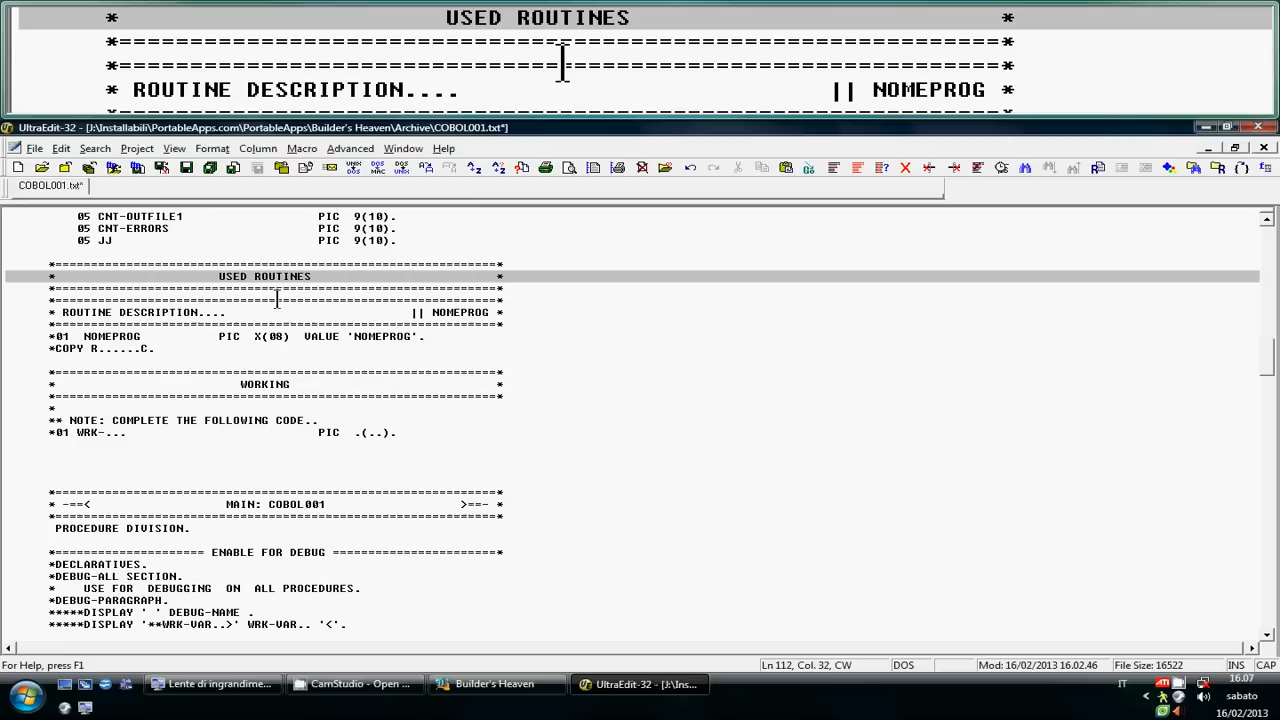 * USED ROUTINES *
*=============================================================*
*=============================================================*
* ROUTINE DESCRIPTION.... || NOMEPROG *
*=============================================================*
UltraEdit-32 - [J:\Installabili\PortableApps.com\PortableApps\Builder's Heaven\Archive\COBOL001.txt*]
File Edit Search Project View Format Column Macro Advanced Window Help
COBOL001.txt*
05 CNT-OUTFILE1 PIC 9(10).
05 CNT-ERRORS PIC 9(10).
05 JJ PIC 9(10).
*=============================================================*
* USED ROUTINES *
*=============================================================*
*=============================================================*
* ROUTINE DESCRIPTION.... || NOMEPROG *
*=============================================================*
*01 NOMEPROG PIC X(08) VALUE 'NOMEPROG'.
*COPY R......C.
*=============================================================*
* WORKING *
*=============================================================*
*
** NOTE: COMPLETE THE FOLLOWING CODE..
*01 WRK-... PIC .(..).
*=============================================================*
* -==< MAIN: COBOL001 >==- *
*=============================================================*
PROCEDURE DIVISION.
*===================== ENABLE FOR DEBUG =======================*
*DECLARATIVES.
*DEBUG-ALL SECTION.
* USE FOR DEBUGGING ON ALL PROCEDURES.
*DEBUG-PARAGRAPH.
*****DISPLAY ' ' DEBUG-NAME .
*****DISPLAY '**WRK-VAR..>' WRK-VAR.. '<'.
For Help, press F1 Ln 112, Col. 32, CW DOS Mod: 16/02/2013 16.02.46 File Size: 16522 INS CAP
Lente di ingrandime... CamStudio - Open ... Builder's Heaven UltraEdit-32 - [J:\Ins... IT ATI 16.07
sabato
16/02/2013